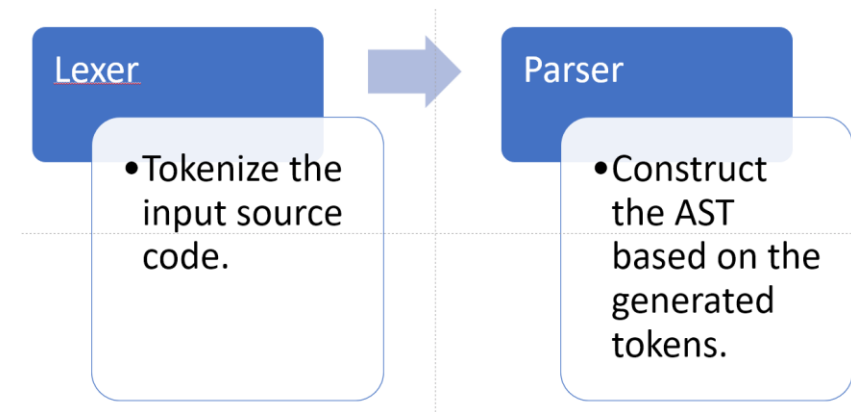 Lexer
•Tokenize the
input source
code.
Parser
•Construct
the AST
based on the
generated
tokens.